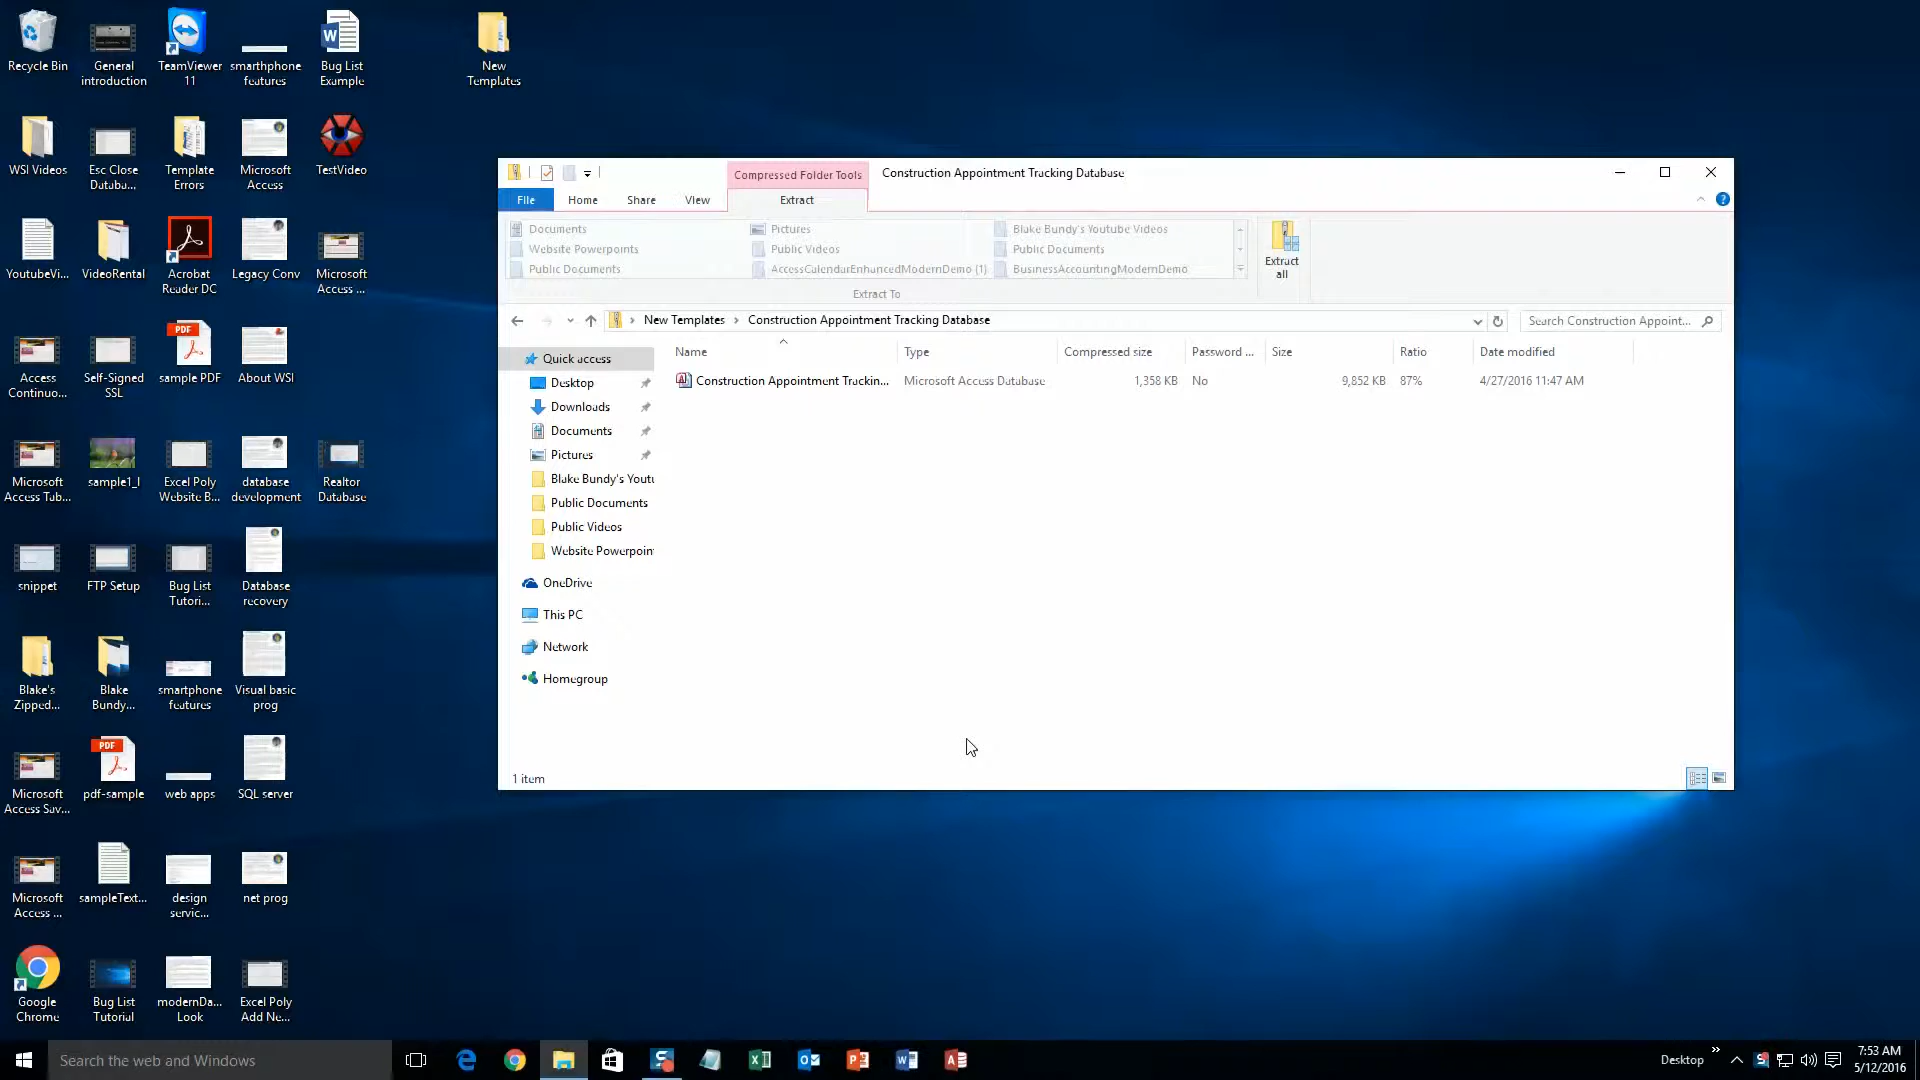 Recycle Bin
General
introduction
TeamViewer
11
smarthphone
features
Bug List
Example
New
Templates
WSI Videos
Esc Close
Databa...
Template
Errors
Microsoft
Access
TestVideo
YoutubeVi...
VideoRental
Acrobat
Reader DC
Legacy Conv
Microsoft
Access ...
Access
Continuo...
Self-Signed
SSL
PDF
sample PDF
About WSI
Microsoft
Access Tab...
sample1_l
Excel Poly
Website B...
database
development
Realtor
Database
snippet
FTP Setup
Bug List
Tutori...
Database
recovery
Blake's
Zipped...
Blake
Bundy...
smartphone
features
Visual basic
prog
Microsoft
Access Sav...
PDF
pdf-sample
web apps
SQL server
Microsoft
Access ...
sampleText...
design
servic...
net prog
Google
Chrome
Bug List
Tutorial
modernDa...
Look
Excel Poly
Add Ne...
Compressed Folder Tools
Construction Appointment Tracking Database
File
Home
Share
View
Extract
Documents
Pictures
Blake Bundy's Youtube Videos
Website Powerpoints
Public Videos
Public Documents
Public Documents
AccessCalendarEnhancedModernDemo (1)
BusinessAccountingModernDemo
Extract To
Extract
all
New Templates
Construction Appointment Tracking Database
Search Construction Appoint...
Name
Type
Compressed size
Password ...
Size
Ratio
Date modified
Construction Appointment Trackin...
Microsoft Access Database
1,358 KB
No
9,852 KB
87%
4/27/2016 11:47 AM
Quick access
Desktop
Downloads
Documents
Pictures
Blake Bundy's Youtu
Public Documents
Public Videos
Website Powerpoin
OneDrive
This PC
Network
Homegroup
1 item
Search the web and Windows
Desktop
7:53 AM
5/12/2016